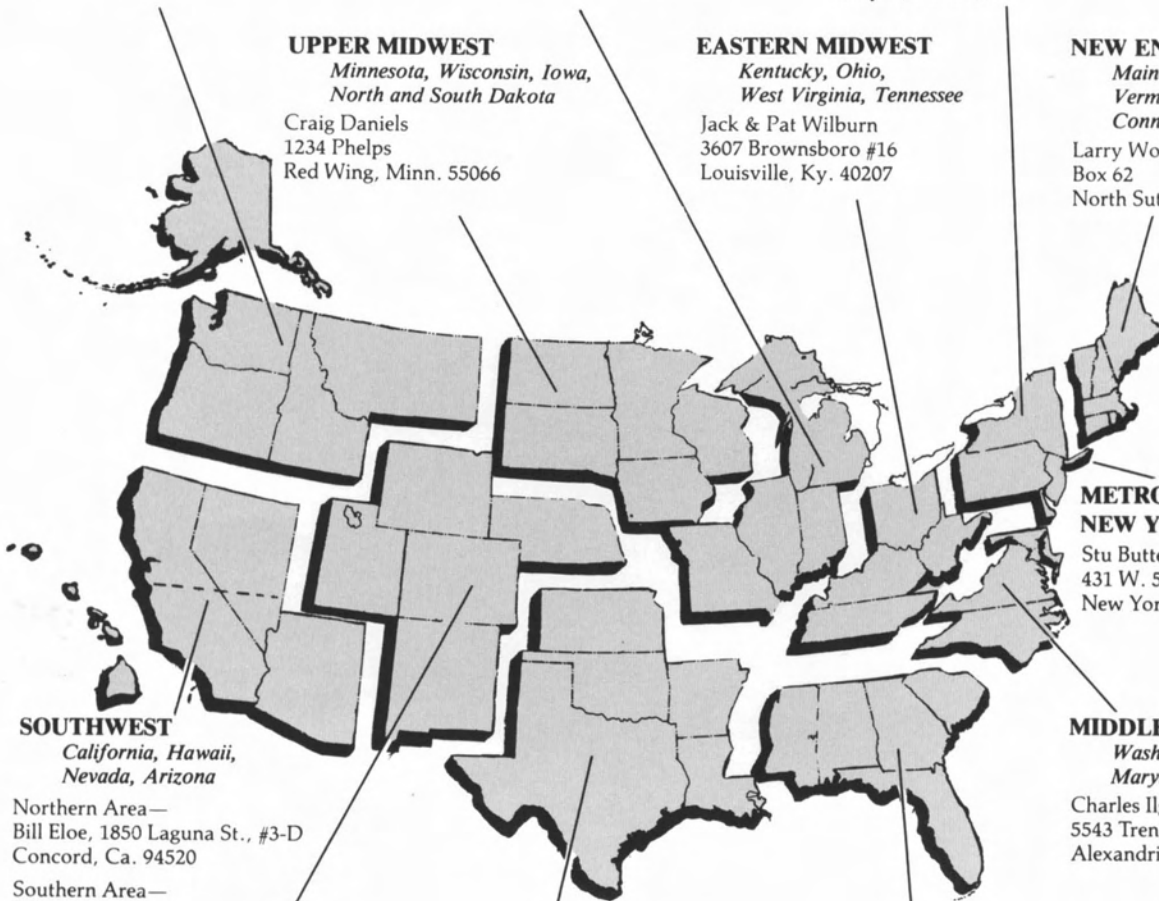 UPPER MIDWEST
Minnesota, Wisconsin, Iowa,
North and South Dakota
Craig Daniels
1234 Phelps
Red Wing, Minn. 55066
EASTERN MIDWEST
Kentucky, Ohio,
West Virginia, Tennessee
Jack & Pat Wilburn
3607 Brownsboro #16
Louisville, Ky. 40207
NEW EN
Main
Verm
Conn
Larry Wo
Box 62
North Sut
METRO
NEW Y
Stu Butte
431 W. 5
New Yor
MIDDLE
Wash
Mary
Charles Il
5543 Tren
Alexandri
SOUTHWEST
California, Hawaii,
Nevada, Arizona
Northern Area—
Bill Eloe, 1850 Laguna St., #3-D
Concord, Ca. 94520
Southern Area—